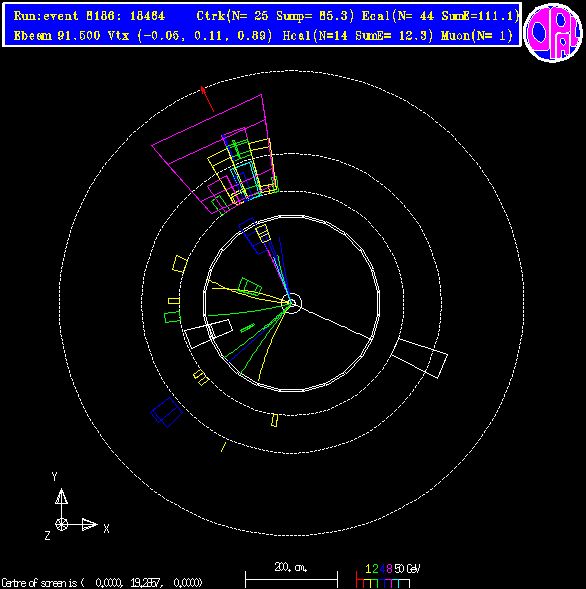 Run:event 8186: 18464 Ctrk(N= 25 Sump= 85.3) Ecal(N= 44 SumE=111.1)
Ebeam 91.500 Vtx (-0.06, 0.11, 0.89) Hcal(N=14 SumE= 12.3) Muon(N= 1)
OPAL
Y
X
Z
200. cm.
1 2 4 8 50 GeV
Centre of screen is ( 0.0000, 19.2857, 0.0000)